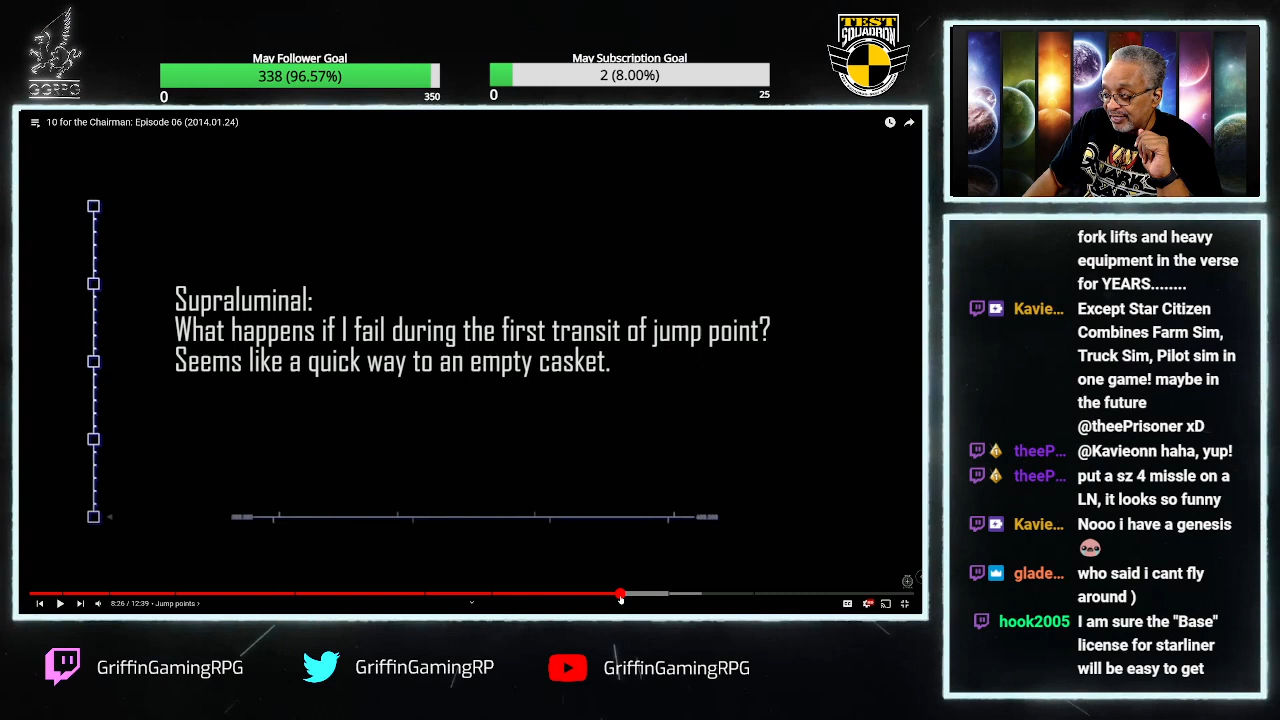 May Follower Goal
338 (96.57%)
0
350
May Subscription Goal
2 (8.00%)
0
25
TEST
SQUADRON
GGRPG
10 for the Chairman: Episode 06 (2014.01.24)
Supraluminal:
What happens if I fail during the first transit of jump point?
Seems like a quick way to an empty casket.
8:26 / 12:39 • Jump points ›
GriffinGamingRPG
GriffinGamingRP
GriffinGamingRPG
fork lifts and heavy
equipment in the verse
for YEARS........
Kavie... Except Star Citizen
Combines Farm Sim,
Truck Sim, Pilot sim in
one game! maybe in
the future
@theePrisoner xD
theeP... @Kavieonn haha, yup!
theeP... put a sz 4 missle on a
LN, it looks so funny
Kavie... Nooo i have a genesis
glade... who said i cant fly
around )
hook2005 I am sure the "Base"
license for starliner
will be easy to get